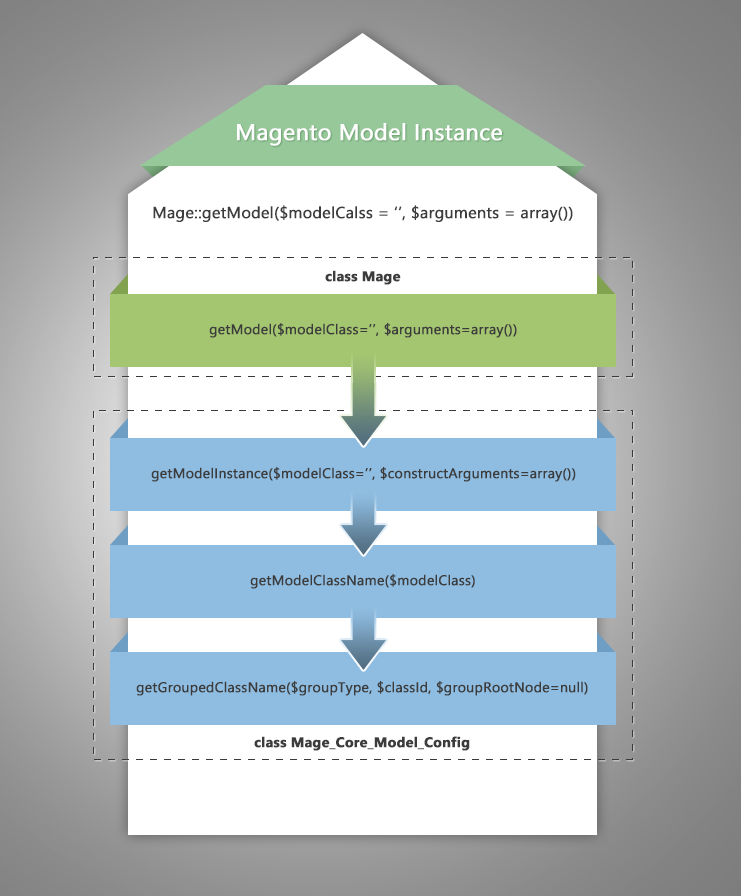 Magento Model Instance
Mage::getModel($modelCalss = ‘’, $arguments = array())
class Mage
getModel($modelClass=‘’, $arguments=array())
getModelInstance($modelClass=‘’, $constructArguments=array())
getModelClassName($modelClass)
getGroupedClassName($groupType, $classId, $groupRootNode=null)
class Mage_Core_Model_Config